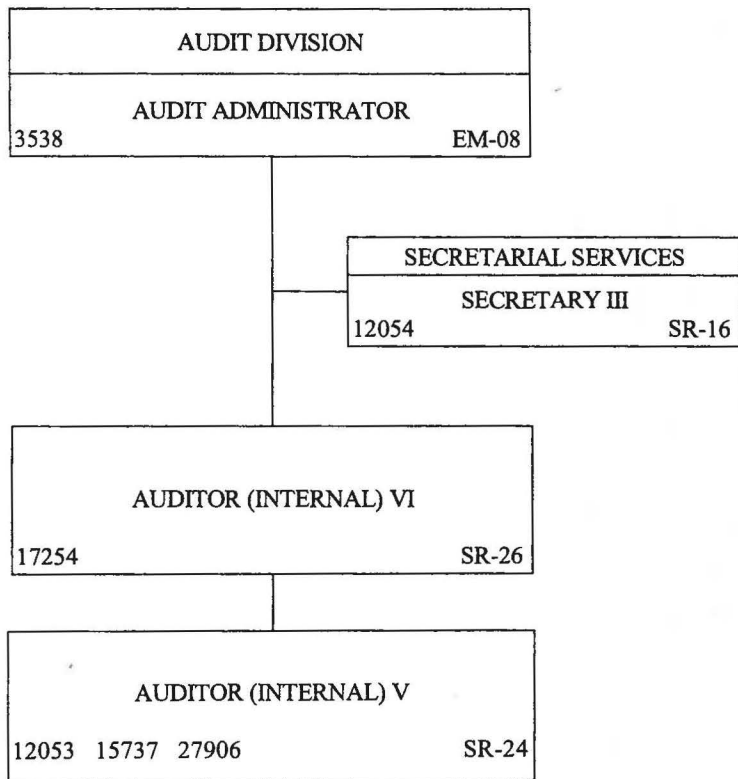 AUDIT DIVISION
AUDIT ADMINISTRATOR
3538 EM-08
SECRETARIAL SERVICES
SECRETARY III
12054 SR-16
AUDITOR (INTERNAL) VI
17254 SR-26
AUDITOR (INTERNAL) V
12053 15737 27906 SR-24